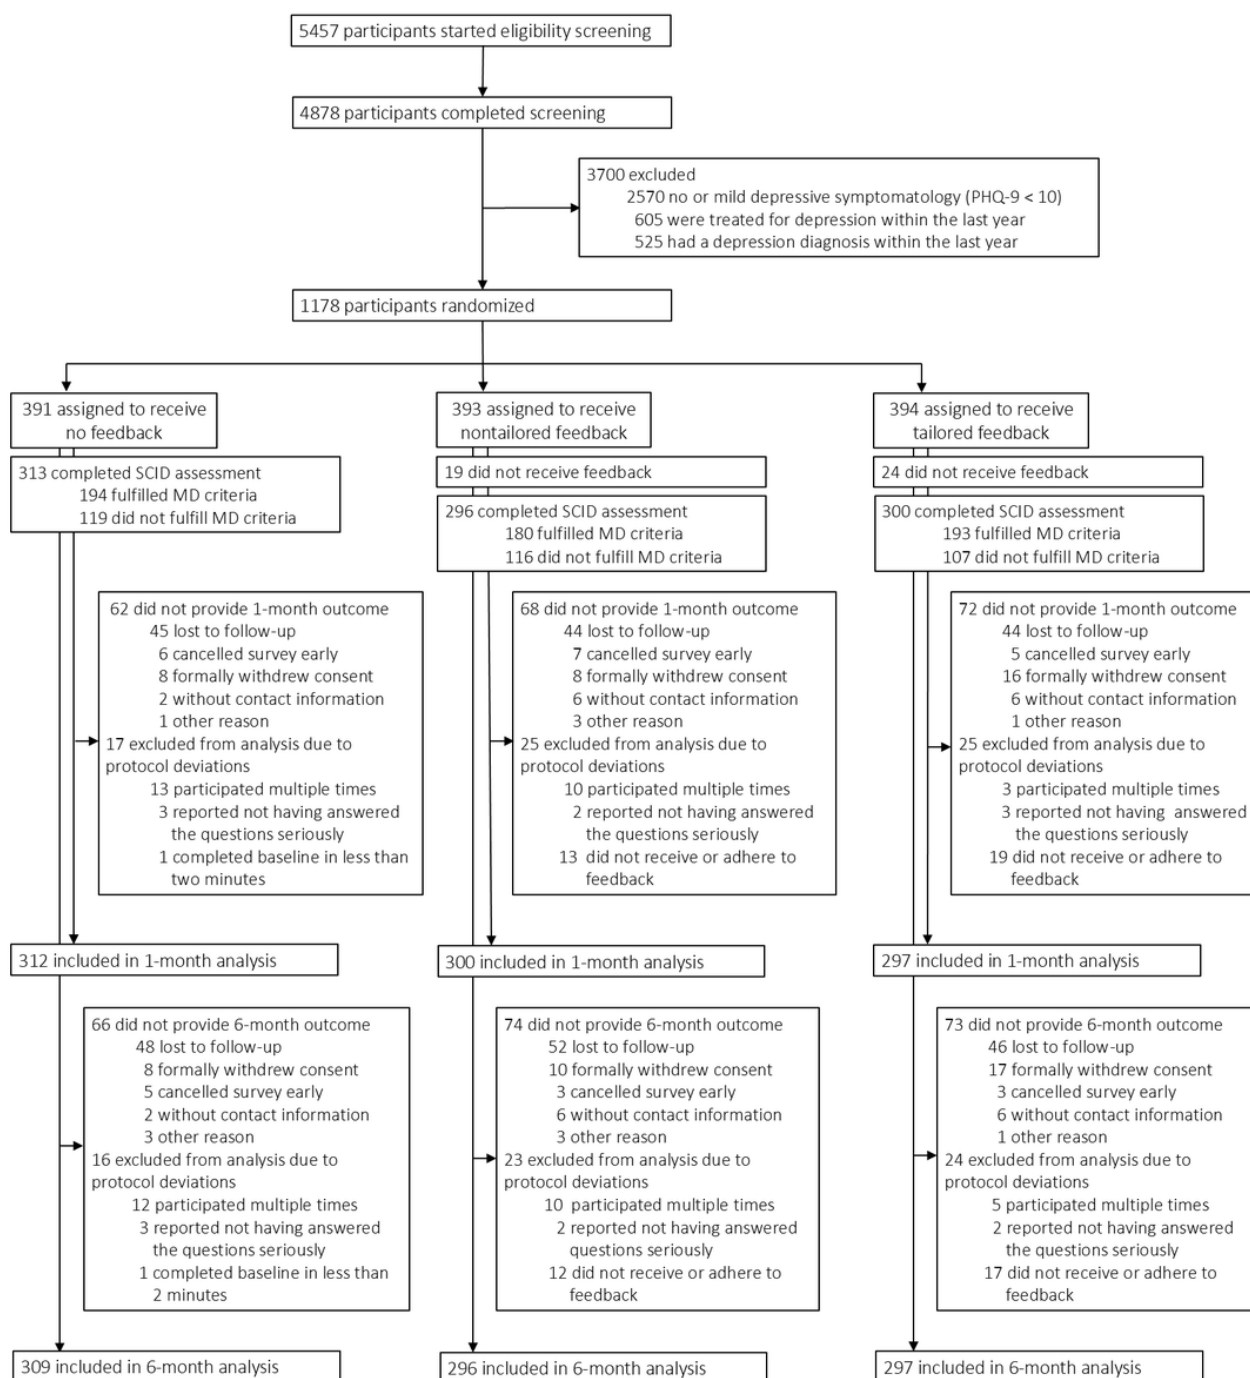 5457 participants started eligibility screening
4878 participants completed screening
3700 excluded
2570 no or mild depressive symptomatology (PHQ-9 < 10)
605 were treated for depression within the last year
525 had a depression diagnosis within the last year
1178 participants randomized
391 assigned to receive
no feedback
313 completed SCID assessment
194 fulfilled MD criteria
119 did not fulfill MD criteria
62 did not provide 1-month outcome
45 lost to follow-up
6 cancelled survey early
8 formally withdrew consent
2 without contact information
1 other reason
17 excluded from analysis due to
protocol deviations
13 participated multiple times
3 reported not having answered
the questions seriously
1 completed baseline in less than
two minutes
312 included in 1-month analysis
66 did not provide 6-month outcome
48 lost to follow-up
8 formally withdrew consent
5 cancelled survey early
2 without contact information
3 other reason
16 excluded from analysis due to
protocol deviations
12 participated multiple times
3 reported not having answered
the questions seriously
1 completed baseline in less than
2 minutes
309 included in 6-month analysis
393 assigned to receive
nontailored feedback
19 did not receive feedback
296 completed SCID assessment
180 fulfilled MD criteria
116 did not fulfill MD criteria
68 did not provide 1-month outcome
44 lost to follow-up
7 cancelled survey early
8 formally withdrew consent
6 without contact information
3 other reason
25 excluded from analysis due to
protocol deviations
10 participated multiple times
2 reported not having answered
the questions seriously
13 did not receive or adhere to
feedback
300 included in 1-month analysis
74 did not provide 6-month outcome
52 lost to follow-up
10 formally withdrew consent
3 cancelled survey early
6 without contact information
3 other reason
23 excluded from analysis due to
protocol deviations
10 participated multiple times
2 reported not having answered
questions seriously
12 did not receive or adhere to
feedback
296 included in 6-month analysis
394 assigned to receive
tailored feedback
24 did not receive feedback
300 completed SCID assessment
193 fulfilled MD criteria
107 did not fulfill MD criteria
72 did not provide 1-month outcome
44 lost to follow-up
5 cancelled survey early
16 formally withdrew consent
6 without contact information
1 other reason
25 excluded from analysis due to
protocol deviations
3 participated multiple times
3 reported not having answered
the questions seriously
19 did not receive or adhere to
feedback
297 included in 1-month analysis
73 did not provide 6-month outcome
46 lost to follow-up
17 formally withdrew consent
3 cancelled survey early
6 without contact information
1 other reason
24 excluded from analysis due to
protocol deviations
5 participated multiple times
2 reported not having answered
the questions seriously
17 did not receive or adhere to
feedback
297 included in 6-month analysis